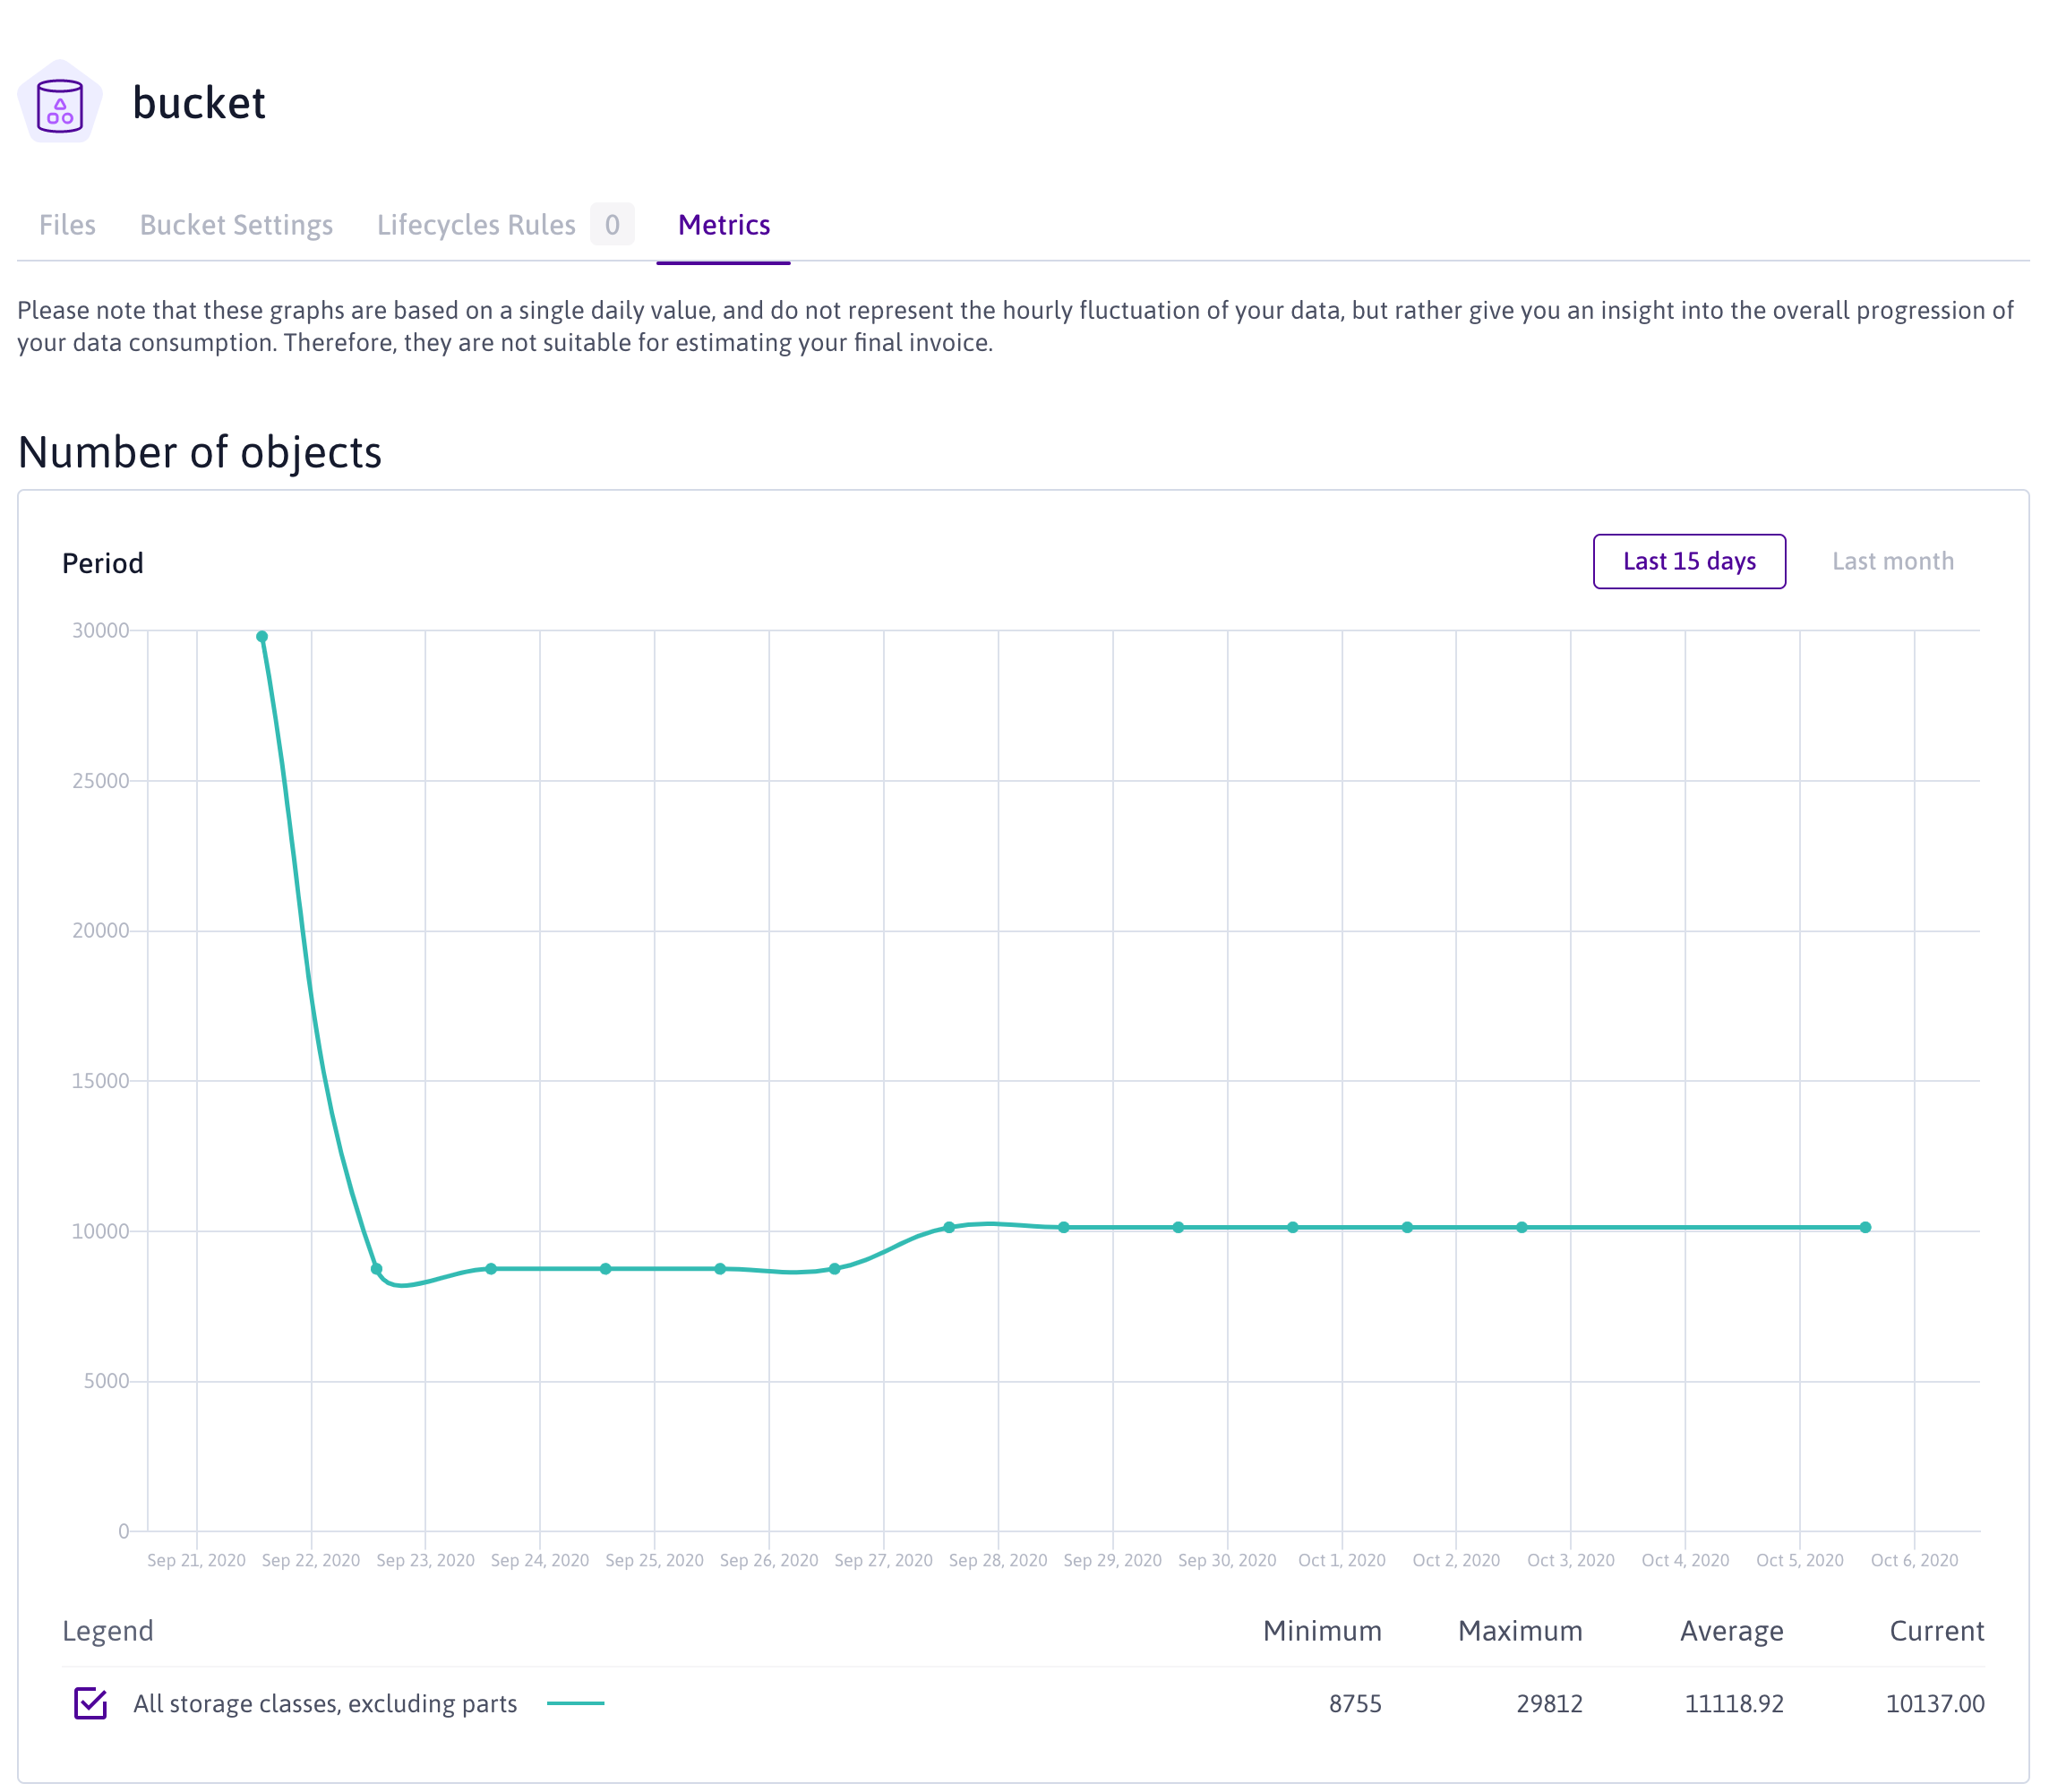 bucket
Files Bucket Settings Lifecycles Rules 0 Metrics
Please note that these graphs are based on a single daily value, and do not represent the hourly fluctuation of your data, but rather give you an insight into the overall progression of
your data consumption. Therefore, they are not suitable for estimating your final invoice.
Number of objects
Period Last 15 days Last month
30000
25000
20000
15000
10000
5000
0
Sep 21, 2020 Sep 22, 2020 Sep 23, 2020 Sep 24, 2020 Sep 25, 2020 Sep 26, 2020 Sep 27, 2020 Sep 28, 2020 Sep 29, 2020 Sep 30, 2020 Oct 1, 2020 Oct 2, 2020 Oct 3, 2020 Oct 4, 2020 Oct 5, 2020 Oct 6, 2020
Legend Minimum Maximum Average Current
All storage classes, excluding parts 8755 29812 11118.92 10137.00